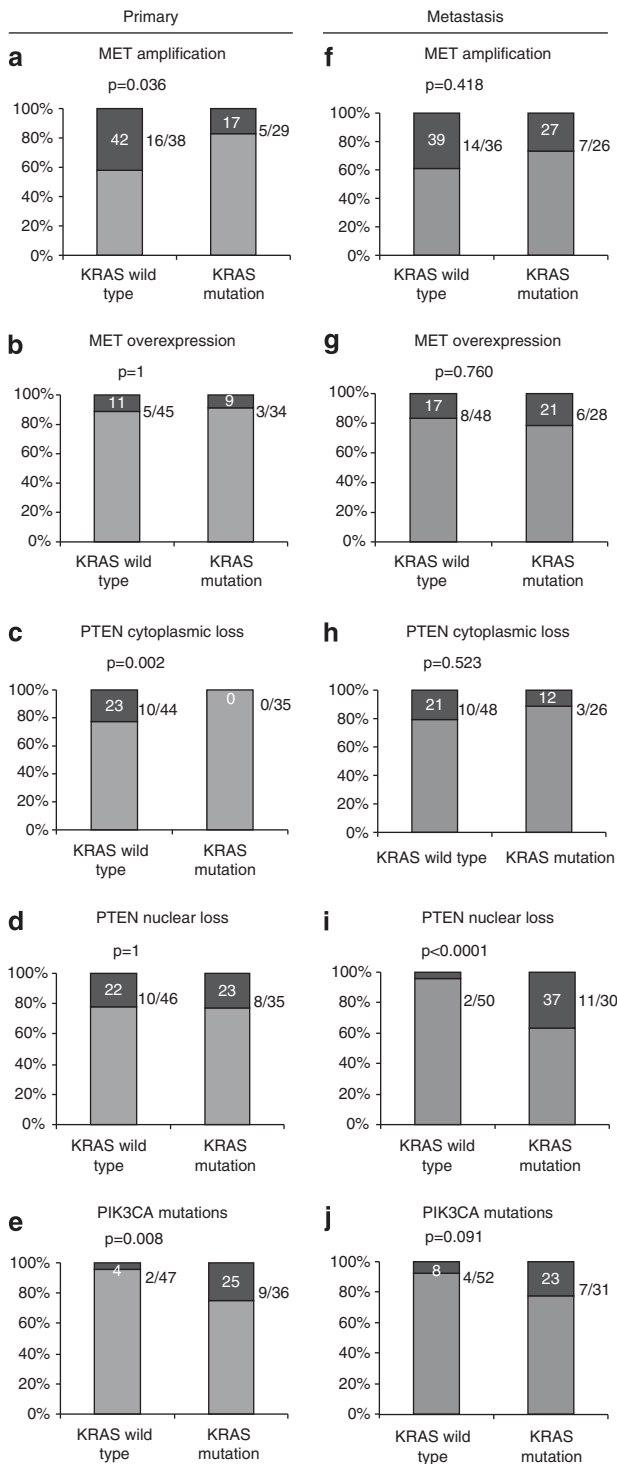 Primary
a
MET amplification
p=0.036
100%
80%
60%
40%
20%
0%
42
16/38
17
5/29
KRAS wild
type
KRAS
mutation
b
MET overexpression
p=1
100%
80%
60%
40%
20%
0%
11
5/45
9
3/34
KRAS wild
type
KRAS
mutation
c
PTEN cytoplasmic loss
p=0.002
100%
80%
60%
40%
20%
0%
23
10/44
0
0/35
KRAS wild
type
KRAS
mutation
d
PTEN nuclear loss
p=1
100%
80%
60%
40%
20%
0%
22
10/46
23
8/35
KRAS wild
type
KRAS
mutation
e
PIK3CA mutations
p=0.008
100%
80%
60%
40%
20%
0%
4
2/47
25
9/36
KRAS wild
type
KRAS
mutation
Metastasis
f
MET amplification
p=0.418
100%
80%
60%
40%
20%
0%
39
14/36
27
7/26
KRAS wild
type
KRAS
mutation
g
MET overexpression
p=0.760
100%
80%
60%
40%
20%
0%
17
8/48
21
6/28
KRAS wild
type
KRAS
mutation
h
PTEN cytoplasmic loss
p=0.523
100%
80%
60%
40%
20%
0%
21
10/48
12
3/26
KRAS wild type
KRAS mutation
i
PTEN nuclear loss
p<0.0001
100%
80%
60%
40%
20%
0%
2/50
37
11/30
KRAS wild
type
KRAS
mutation
j
PIK3CA mutations
p=0.091
100%
80%
60%
40%
20%
0%
8
4/52
23
7/31
KRAS wild
type
KRAS
mutation